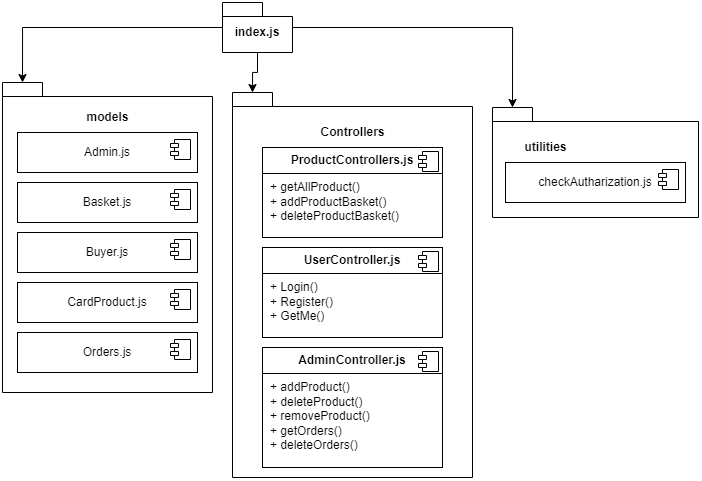 index.js
models
Admin.js
Basket.js
Buyer.js
CardProduct.js
Orders.js
Controllers
ProductControllers.js
+ getAllProduct()
+ addProductBasket()
+ deleteProductBasket()
UserController.js
+ Login()
+ Register()
+ GetMe()
AdminController.js
+ addProduct()
+ deleteProduct()
+ removeProduct()
+ getOrders()
+ deleteOrders()
utilities
checkAutharization.js